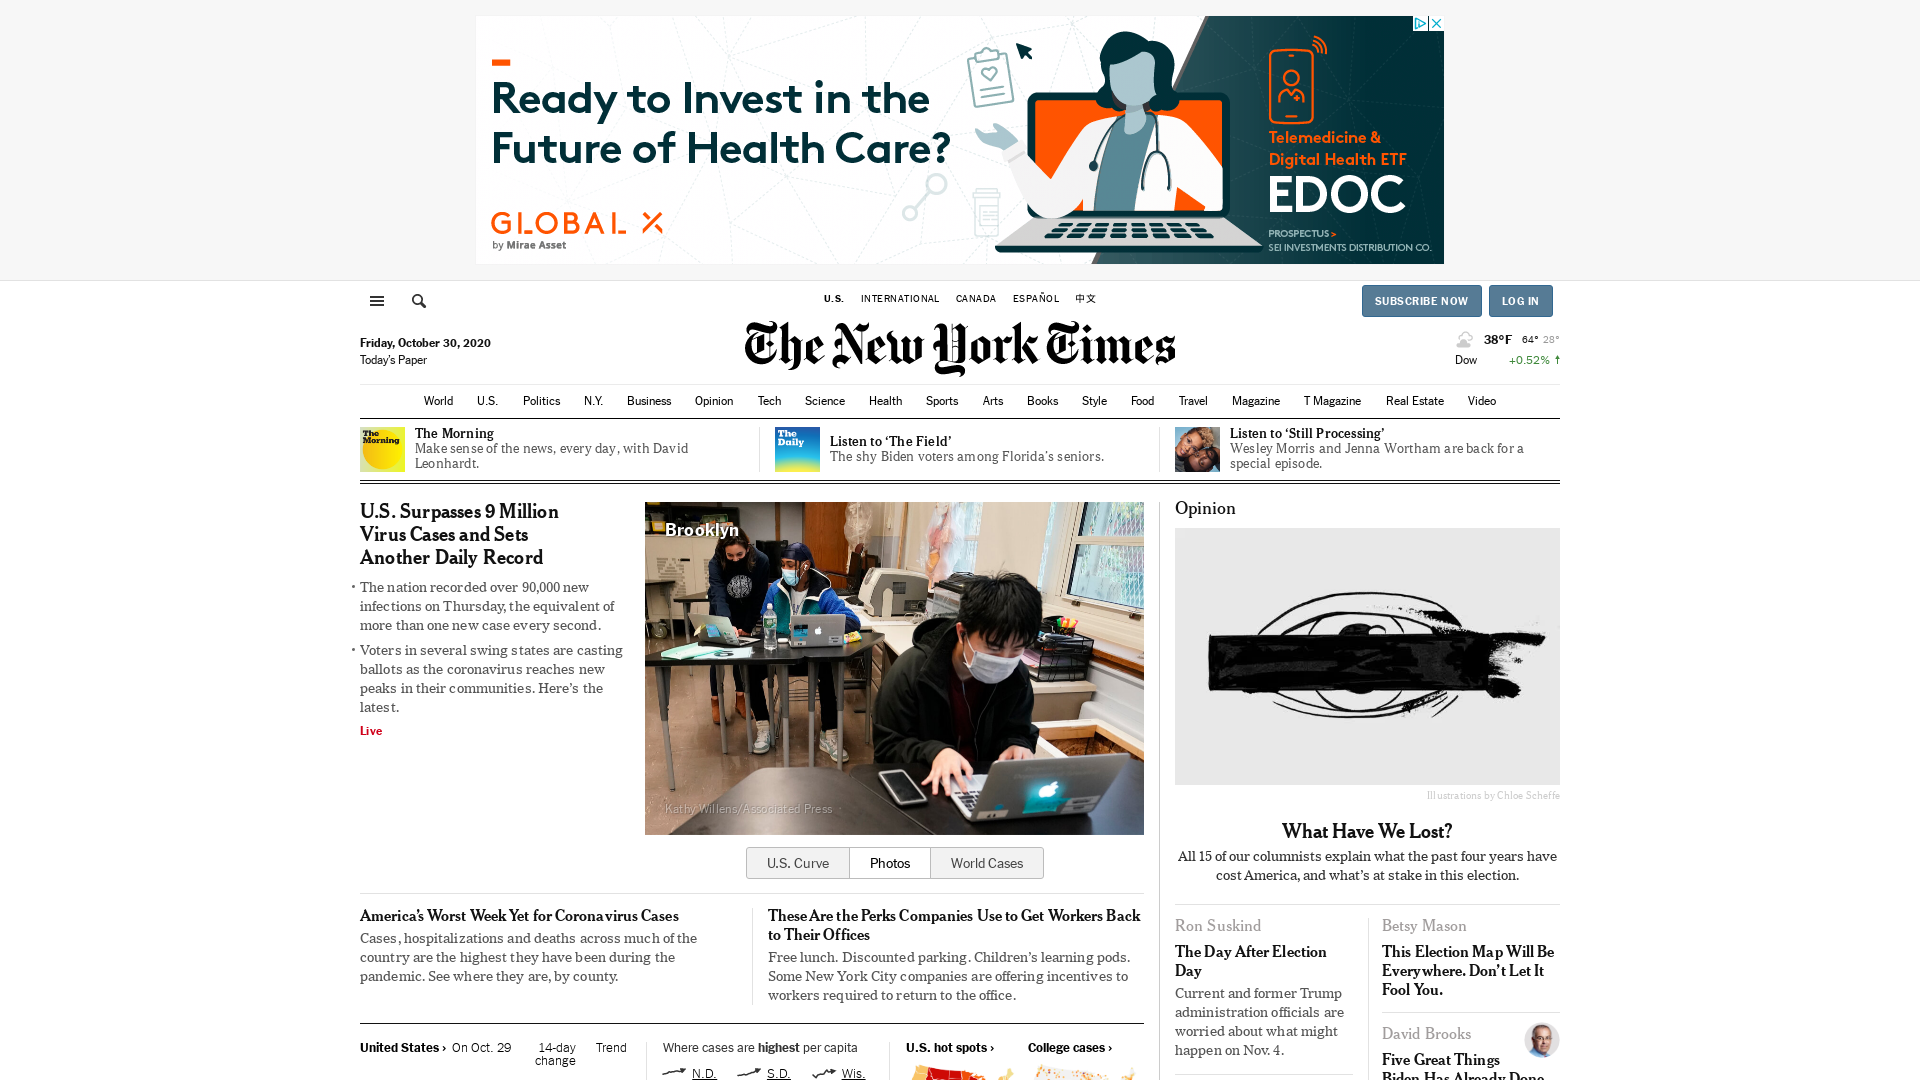 Ready to Invest in the
Future of Health Care?
GLOBAL X
by Mirae Asset
Telemedicine &
Digital Health ETF
EDOC
PROSPECTUS >
SEI INVESTMENTS DISTRIBUTION CO.
U.S. INTERNATIONAL CANADA ESPAÑOL 中文
SUBSCRIBE NOW LOG IN
Friday, October 30, 2020
Today's Paper
The New York Times
38°F 64° 28°
Dow +0.52% ↑
World U.S. Politics N.Y. Business Opinion Tech Science Health Sports Arts Books Style Food Travel Magazine T Magazine Real Estate Video
The Morning
The Morning
Make sense of the news, every day, with David
Leonhardt.
The Daily
Listen to ‘The Field’
The shy Biden voters among Florida’s seniors.
Listen to ‘Still Processing’
Wesley Morris and Jenna Wortham are back for a
special episode.
U.S. Surpasses 9 Million
Virus Cases and Sets
Another Daily Record
• The nation recorded over 90,000 new
infections on Thursday, the equivalent of
more than one new case every second.
• Voters in several swing states are casting
ballots as the coronavirus reaches new
peaks in their communities. Here’s the
latest.
Live
Brooklyn
Kathy Willens/Associated Press
U.S. Curve Photos World Cases
America’s Worst Week Yet for Coronavirus Cases
Cases, hospitalizations and deaths across much of the
country are the highest they have been during the
pandemic. See where they are, by county.
These Are the Perks Companies Use to Get Workers Back
to Their Offices
Free lunch. Discounted parking. Children’s learning pods.
Some New York City companies are offering incentives to
workers required to return to the office.
United States › On Oct. 29 14-day
change Trend
Where cases are highest per capita
N.D. S.D. Wis.
U.S. hot spots › College cases ›
Opinion
Illustrations by Chloe Scheffe
What Have We Lost?
All 15 of our columnists explain what the past four years have
cost America, and what’s at stake in this election.
Ron Suskind
The Day After Election
Day
Current and former Trump
administration officials are
worried about what might
happen on Nov. 4.
Betsy Mason
This Election Map Will Be
Everywhere. Don’t Let It
Fool You.
David Brooks
Five Great Things
Biden Has Already Done